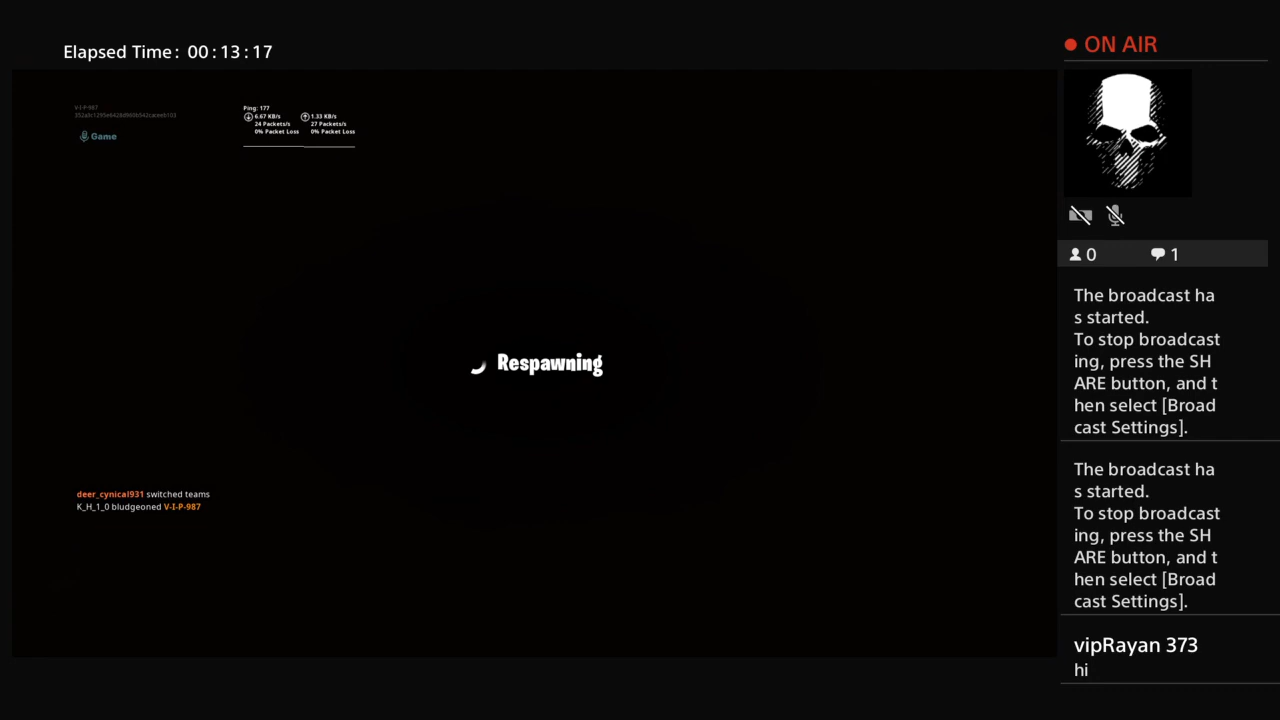 Elapsed Time: 00:13:17
ON AIR
V-I-P-987
Ping: 177
6.67 KB/s
1.33 KB/s
24 Packets/s
27 Packets/s
0% Packet Loss
0% Packet Loss
Game
0
1
The broadcast ha
s started.
To stop broadcast
ing, press the SH
ARE button, and t
hen select [Broad
cast Settings].
Respawning
The broadcast ha
s started.
To stop broadcast
ing, press the SH
ARE button, and t
hen select [Broad
cast Settings].
deer_cynical931 switched teams
K_H_1_0 bludgeoned V-I-P-987
vipRayan 373
hi